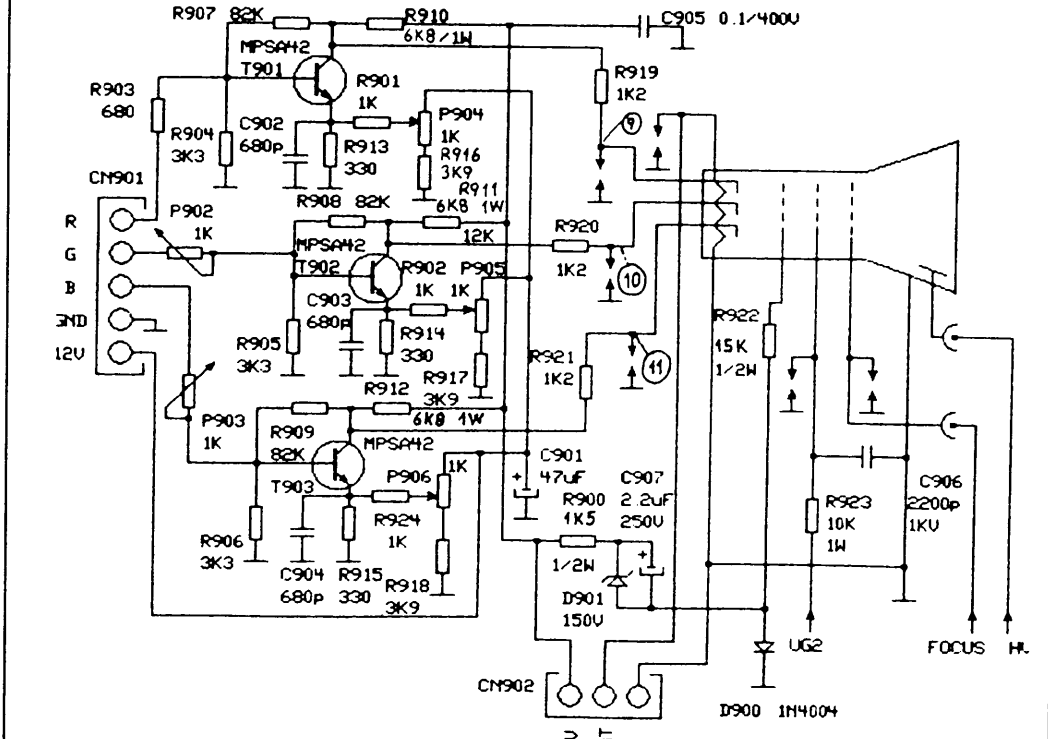 R907 82K
R910
6K8/1W
C905 0.1/400V
MPSA42
T901
R901
1K
R919
1K2
R903
680
P904
1K
R904
3K3
C902
680p
R913
330
R916
3K9
9
CN901
R911
6K8 1W
R908 82K
P902
1K
12K
R
G
B
GND
12V
MPSA42
T902
R902
1K
P905
1K
R920
1K2
10
C903
680p
R914
330
R905
3K3
R917
3K9
R921
1K2
11
R922
15K
1/2W
R912
6K8 1W
P903
1K
R909
82K
MPSA42
T903
P906
1K
C901
47uF
C907
2.2uF
250V
R900
1K5
1/2W
R924
1K
R906
3K3
C904
680p
R915
330
R918
3K9
D901
150V
R923
10K
1W
C906
2200p
1KV
UG2
FOCUS
CN902
D900 1N4004